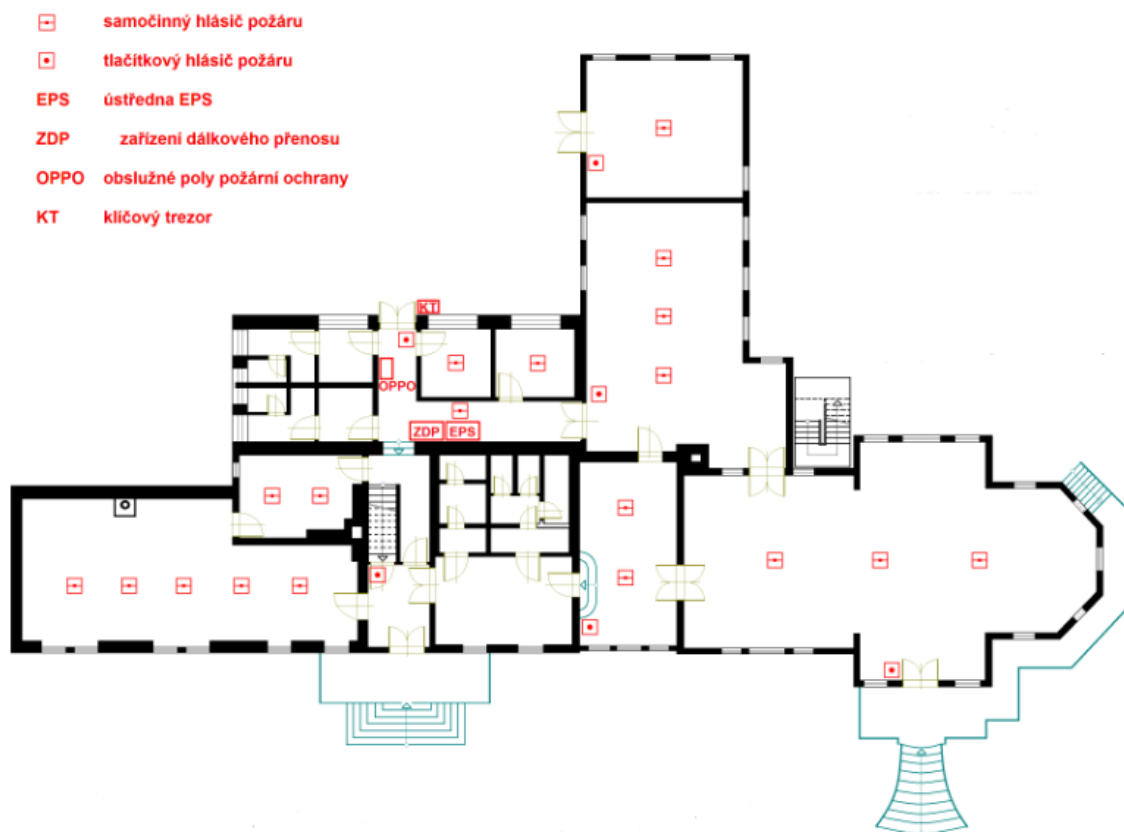 samočinný hlásič požáru
tlačítkový hlásič požáru
EPS ústředna EPS
ZDP zařízení dálkového přenosu
OPPO obslužné poly požární ochrany
KT klíčový trezor
KT
OPPO
ZDP EPS